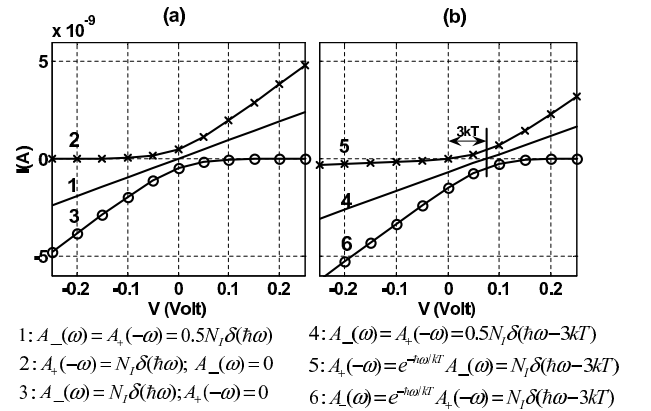 (a)
(b)
x 10⁻⁹
5
0
-5
I(A)
2
1
3
3kT
5
4
6
-0.2 -0.1 0 0.1 0.2
-0.2 -0.1 0 0.1 0.2
V (Volt)
V (Volt)
1: A_(ω) = A₊(-ω) = 0.5N_I δ(ħω)
2: A₊(-ω) = N_I δ(ħω); A_(ω) = 0
3: A_(ω) = N_I δ(ħω); A₊(-ω) = 0
4: A_(ω) = A₊(-ω) = 0.5N_I δ(ħω-3kT)
5: A₊(-ω) = e^{-ħω/kT} A_(ω) = N_I δ(ħω-3kT)
6: A_(ω) = e^{-ħω/kT} A₊(-ω) = N_I δ(ħω-3kT)